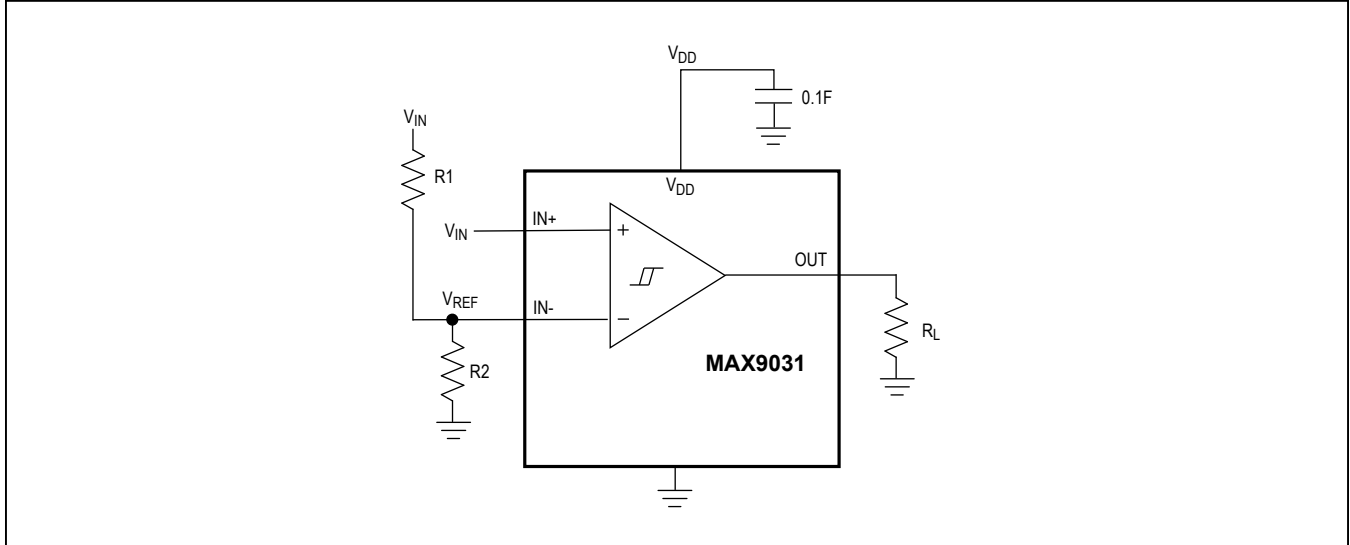 V_DD
0.1F
V_IN
R1
V_DD
V_IN
IN+
+
OUT
V_REF
IN-
−
R_L
MAX9031
R2